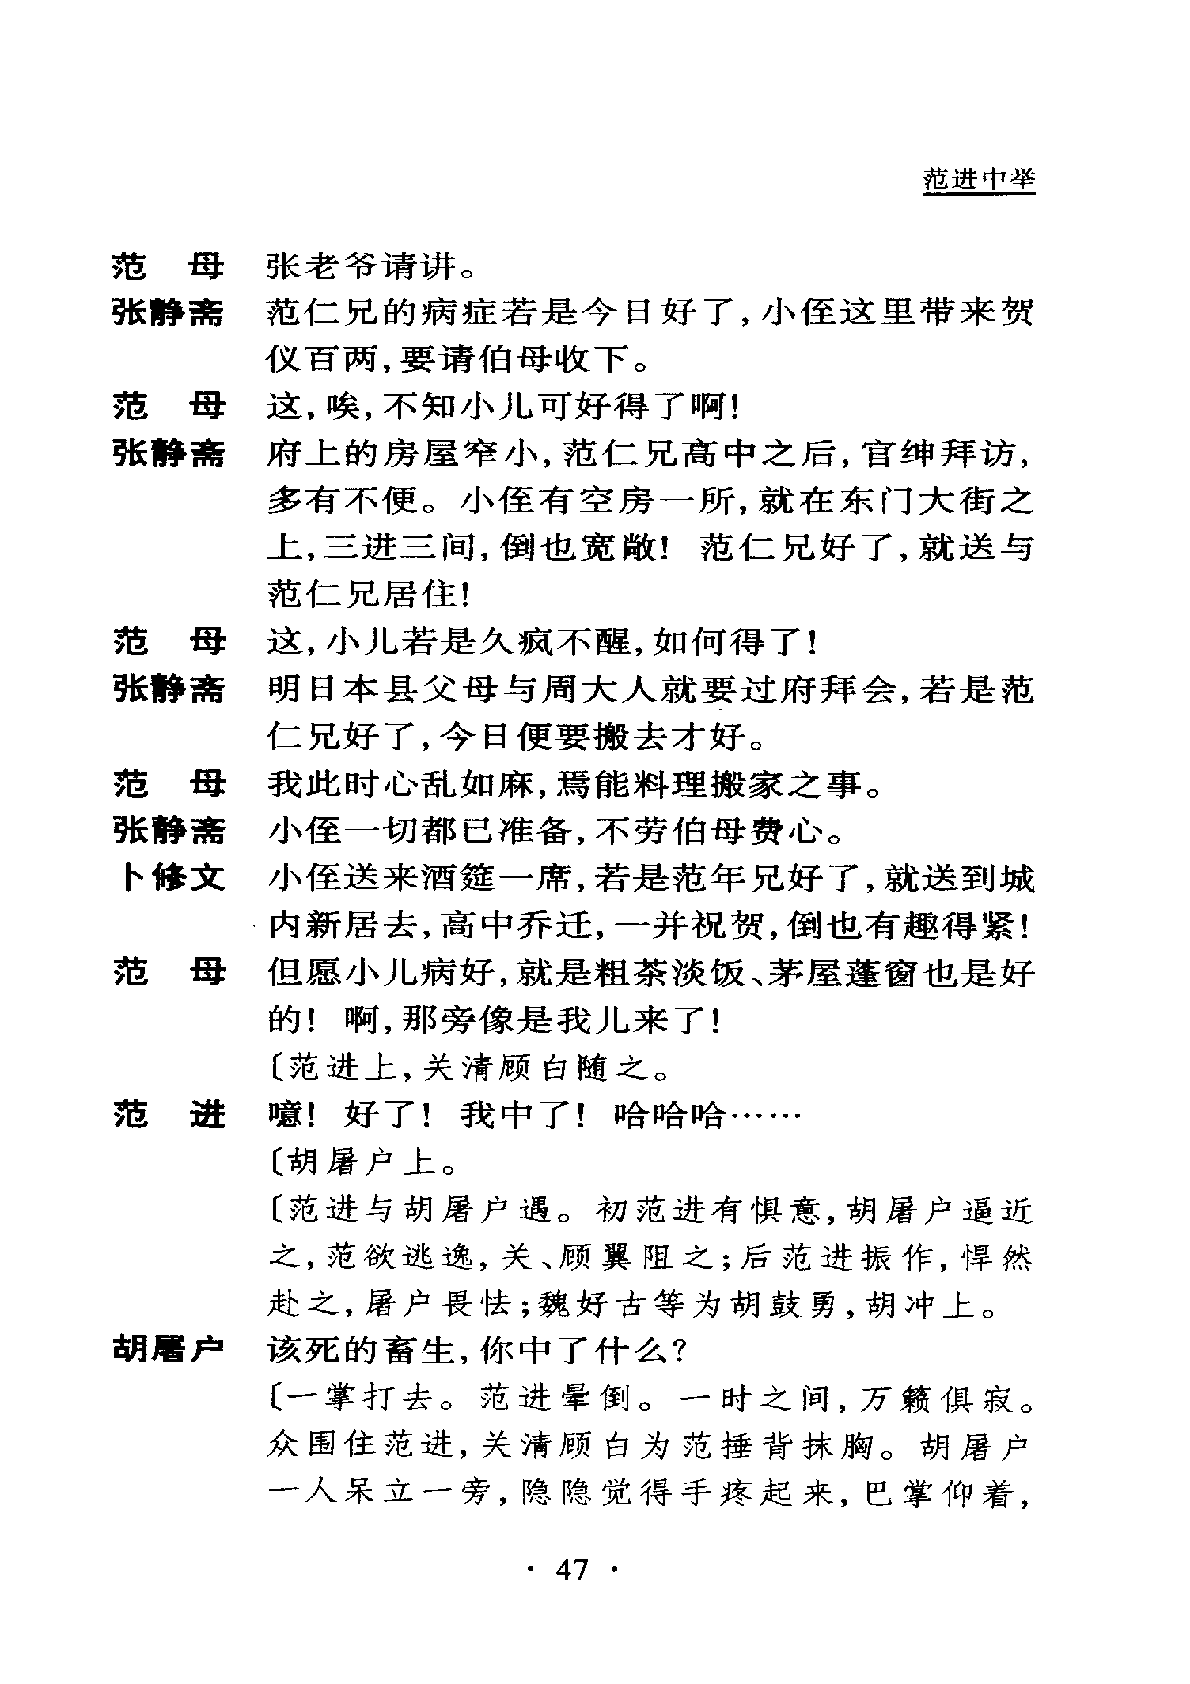 范进中举
范　母　张老爷请讲。
张静斋　范仁兄的病症若是今日好了,小侄这里带来贺
仪百两,要请伯母收下。
范　母　这,唉,不知小儿可好得了啊!
张静斋　府上的房屋窄小,范仁兄高中之后,官绅拜访,
多有不便。小侄有空房一所,就在东门大街之
上,三进三间,倒也宽敞! 范仁兄好了,就送与
范仁兄居住!
范　母　这,小儿若是久疯不醒,如何得了!
张静斋　明日本县父母与周大人就要过府拜会,若是范
仁兄好了,今日便要搬去才好。
范　母　我此时心乱如麻,焉能料理搬家之事。
张静斋　小侄一切都已准备,不劳伯母费心。
卜修文　小侄送来酒筵一席,若是范年兄好了,就送到城
内新居去,高中乔迁,一并祝贺,倒也有趣得紧!
范　母　但愿小儿病好,就是粗茶淡饭、茅屋蓬窗也是好
的! 啊,那旁像是我儿来了!
〔范进上,关清顾白随之。
范　进　噫! 好了! 我中了! 哈哈哈……
〔胡屠户上。
〔范进与胡屠户遇。初范进有惧意,胡屠户逼近
之,范欲逃逸,关、顾翼阻之;后范进振作,悍然
赴之,屠户畏怯;魏好古等为胡鼓勇,胡冲上。
胡屠户　该死的畜生,你中了什么?
〔一掌打去。范进晕倒。一时之间,万籁俱寂。
众围住范进,关清顾白为范捶背抹胸。胡屠户
一人呆立一旁,隐隐觉得手疼起来,巴掌仰着,
· 47 ·